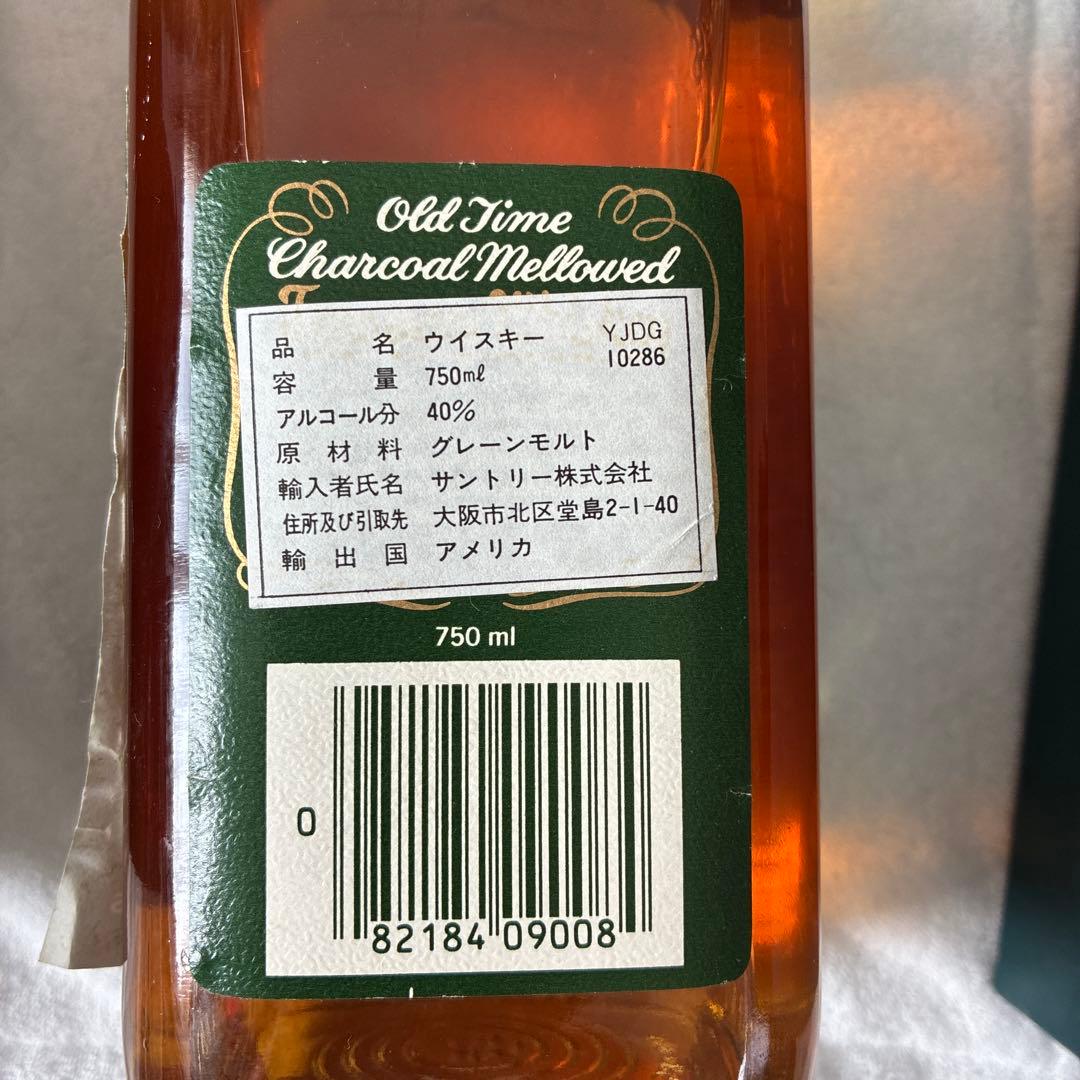 Old Time
Charcoal Mellowed
品名 ウイスキー YJDG
容量 750mℓ 10286
アルコール分 40%
原材料 グレーンモルト
輸入者氏名 サントリー株式会社
住所及び引取先 大阪市北区堂島2-1-40
輸出国 アメリカ
750 ml
0 82184 09008